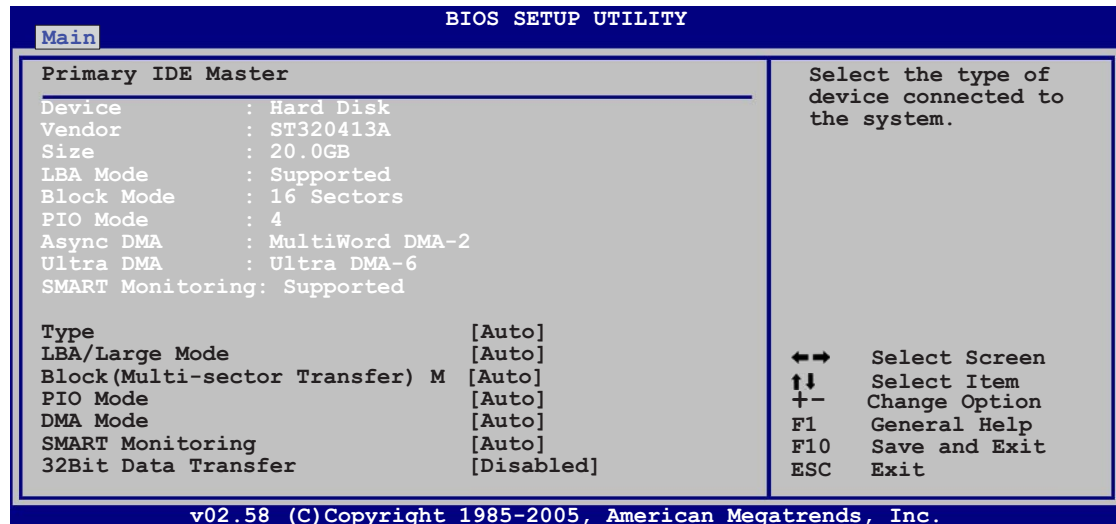 BIOS SETUP UTILITY
Main
Primary IDE Master
Device : Hard Disk
Vendor : ST320413A
Size : 20.0GB
LBA Mode : Supported
Block Mode : 16 Sectors
PIO Mode : 4
Async DMA : MultiWord DMA-2
Ultra DMA : Ultra DMA-6
SMART Monitoring: Supported
Type [Auto]
LBA/Large Mode [Auto]
Block(Multi-sector Transfer) M [Auto]
PIO Mode [Auto]
DMA Mode [Auto]
SMART Monitoring [Auto]
32Bit Data Transfer [Disabled]
Select the type of
device connected to
the system.
←→ Select Screen
↑↓ Select Item
+- Change Option
F1 General Help
F10 Save and Exit
ESC Exit
v02.58 (C)Copyright 1985-2005, American Megatrends, Inc.